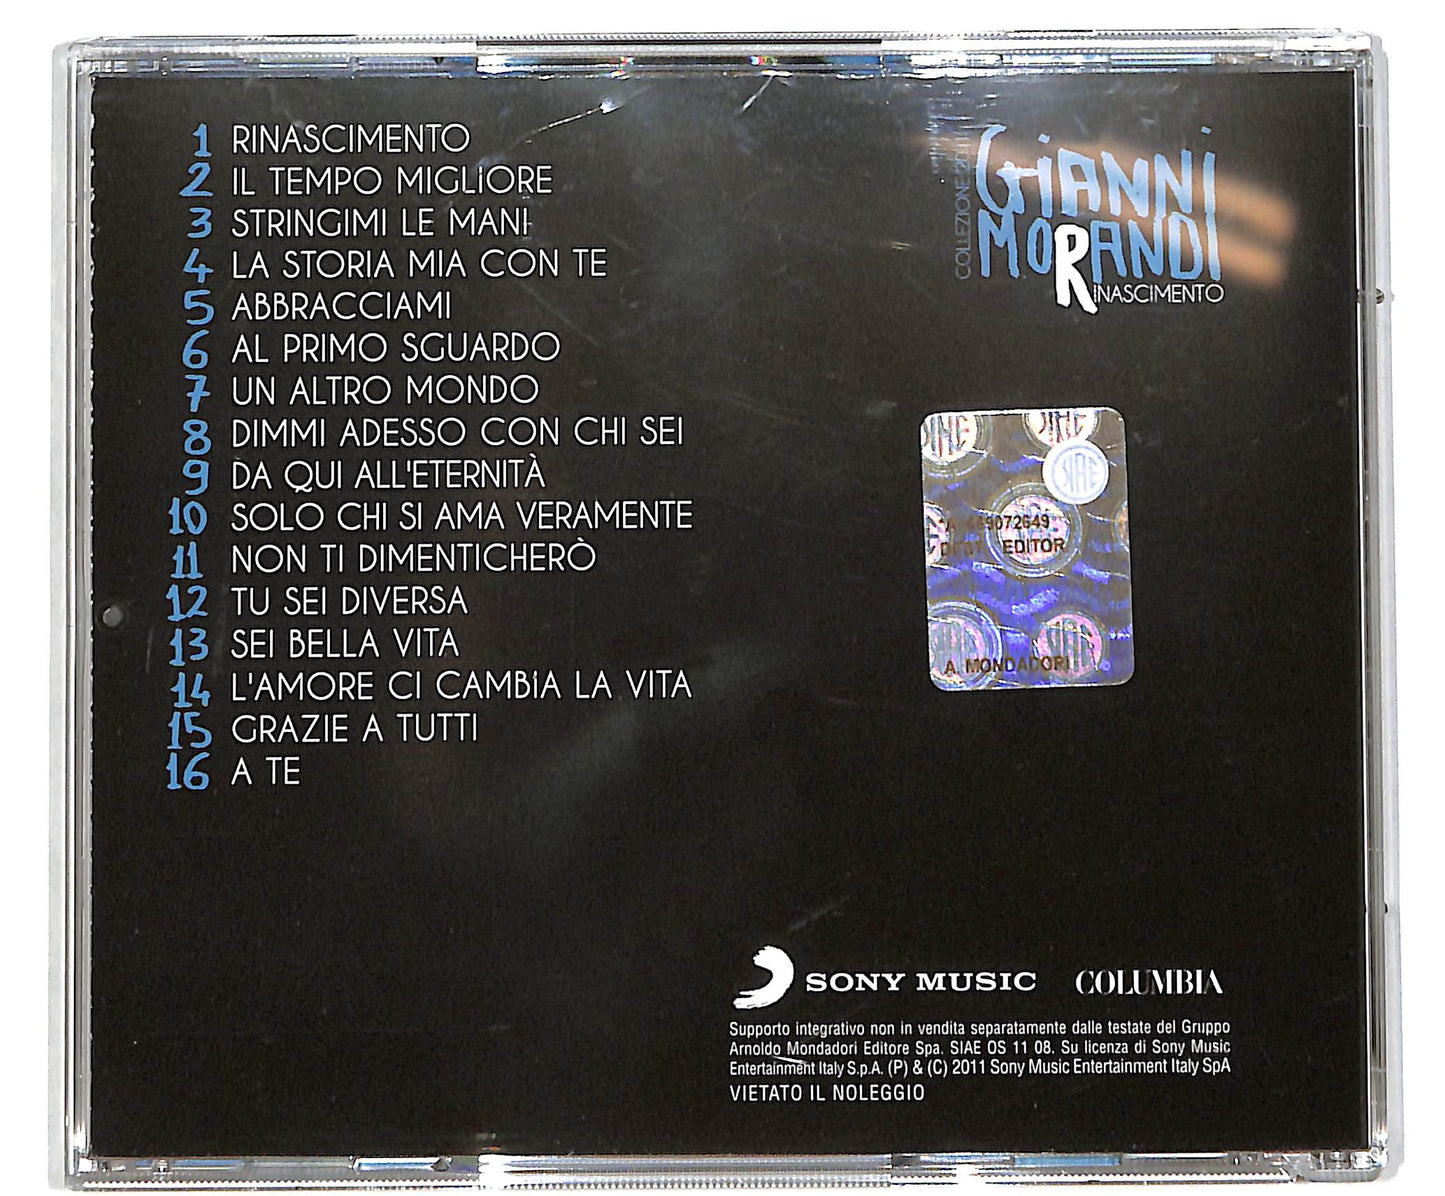 1 RINASCIMENTO
2 IL TEMPO MIGLIORE
3 STRINGIMI LE MANI
4 LA STORIA MIA CON TE
5 ABBRACCIAMI
6 AL PRIMO SGUARDO
7 UN ALTRO MONDO
8 DIMMI ADESSO CON CHI SEI
9 DA QUI ALL'ETERNITÀ
10 SOLO CHI SI AMA VERAMENTE
11 NON TI DIMENTICHERÒ
12 TU SEI DIVERSA
13 SEI BELLA VITA
14 L'AMORE CI CAMBIA LA VITA
15 GRAZIE A TUTTI
16 A TE
COLLEZIONE
GIANNI
MORANDI
RINASCIMENTO
SIAE
EDITOR
A. MONDADORI
SONY MUSIC COLUMBIA
Supporto integrativo non in vendita separatamente dalle testate del Gruppo
Arnoldo Mondadori Editore Spa. SIAE OS 11 08. Su licenza di Sony Music
Entertainment Italy S.p.A. (P) & (C) 2011 Sony Music Entertainment Italy SpA
VIETATO IL NOLEGGIO